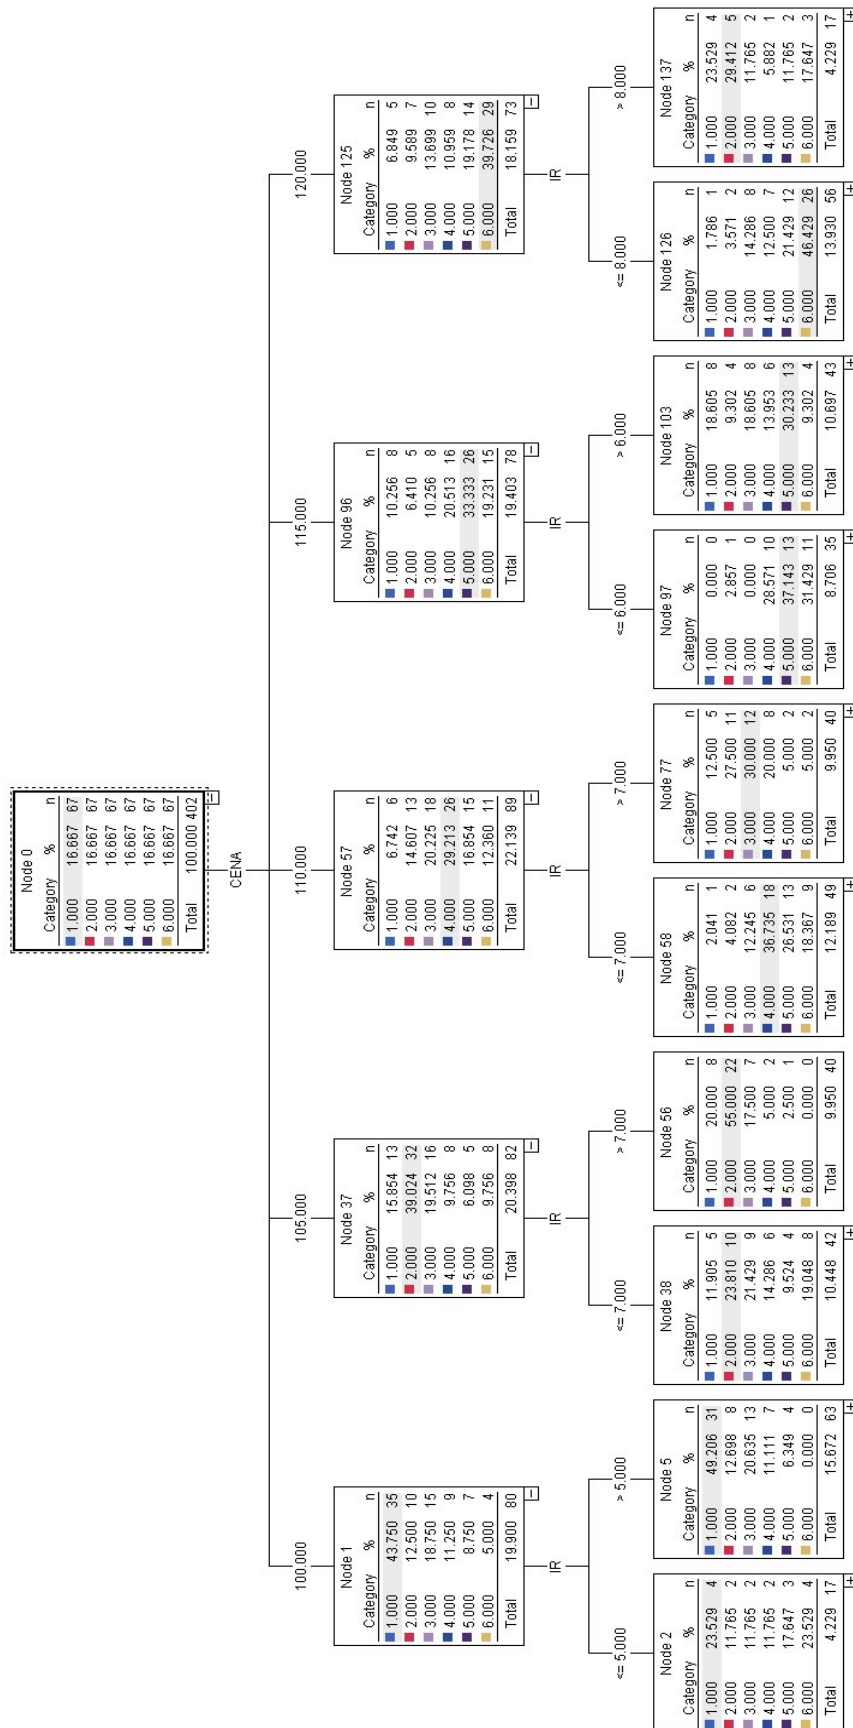 Node 0
Category % n
1.000 16.667 67
2.000 16.667 67
3.000 16.667 67
4.000 16.667 67
5.000 16.667 67
6.000 16.667 67
Total 100.000 402
CENA
100.000
105.000
110.000
115.000
120.000
Node 1
Category % n
1.000 43.750 35
2.000 12.500 10
3.000 18.750 15
4.000 11.250 9
5.000 8.750 7
6.000 5.000 4
Total 19.900 80
Node 37
Category % n
1.000 15.854 13
2.000 39.024 32
3.000 19.512 16
4.000 9.756 8
5.000 6.098 5
6.000 9.756 8
Total 20.398 82
Node 57
Category % n
1.000 6.742 6
2.000 14.607 13
3.000 20.225 18
4.000 29.213 26
5.000 16.854 15
6.000 12.360 11
Total 22.139 89
Node 96
Category % n
1.000 10.256 8
2.000 6.410 5
3.000 10.256 8
4.000 20.513 16
5.000 33.333 26
6.000 19.231 15
Total 19.403 78
Node 125
Category % n
1.000 6.849 5
2.000 9.589 7
3.000 13.699 10
4.000 10.959 8
5.000 19.178 14
6.000 39.726 29
Total 18.159 73
IR
IR
IR
IR
IR
<= 5.000
> 5.000
<= 7.000
> 7.000
<= 7.000
> 7.000
<= 6.000
> 6.000
<= 8.000
> 8.000
Node 2
Category % n
1.000 23.529 4
2.000 11.765 2
3.000 11.765 2
4.000 11.765 2
5.000 17.647 3
6.000 23.529 4
Total 4.229 17
Node 5
Category % n
1.000 49.206 31
2.000 12.698 8
3.000 20.635 13
4.000 11.111 7
5.000 6.349 4
6.000 0.000 0
Total 15.672 63
Node 38
Category % n
1.000 11.905 5
2.000 23.810 10
3.000 21.429 9
4.000 14.286 6
5.000 9.524 4
6.000 19.048 8
Total 10.448 42
Node 56
Category % n
1.000 20.000 8
2.000 55.000 22
3.000 17.500 7
4.000 5.000 2
5.000 2.500 1
6.000 0.000 0
Total 9.950 40
Node 58
Category % n
1.000 2.041 1
2.000 4.082 2
3.000 12.245 6
4.000 36.735 18
5.000 26.531 13
6.000 18.367 9
Total 12.189 49
Node 77
Category % n
1.000 12.500 5
2.000 27.500 11
3.000 30.000 12
4.000 20.000 8
5.000 5.000 2
6.000 5.000 2
Total 9.950 40
Node 97
Category % n
1.000 0.000 0
2.000 2.857 1
3.000 0.000 0
4.000 28.571 10
5.000 37.143 13
6.000 31.429 11
Total 8.706 35
Node 103
Category % n
1.000 18.605 8
2.000 9.302 4
3.000 18.605 8
4.000 13.953 6
5.000 30.233 13
6.000 9.302 4
Total 10.697 43
Node 126
Category % n
1.000 1.786 1
2.000 3.571 2
3.000 14.286 8
4.000 12.500 7
5.000 21.429 12
6.000 46.429 26
Total 13.930 56
Node 137
Category % n
1.000 23.529 4
2.000 29.412 5
3.000 11.765 2
4.000 5.882 1
5.000 11.765 2
6.000 17.647 3
Total 4.229 17